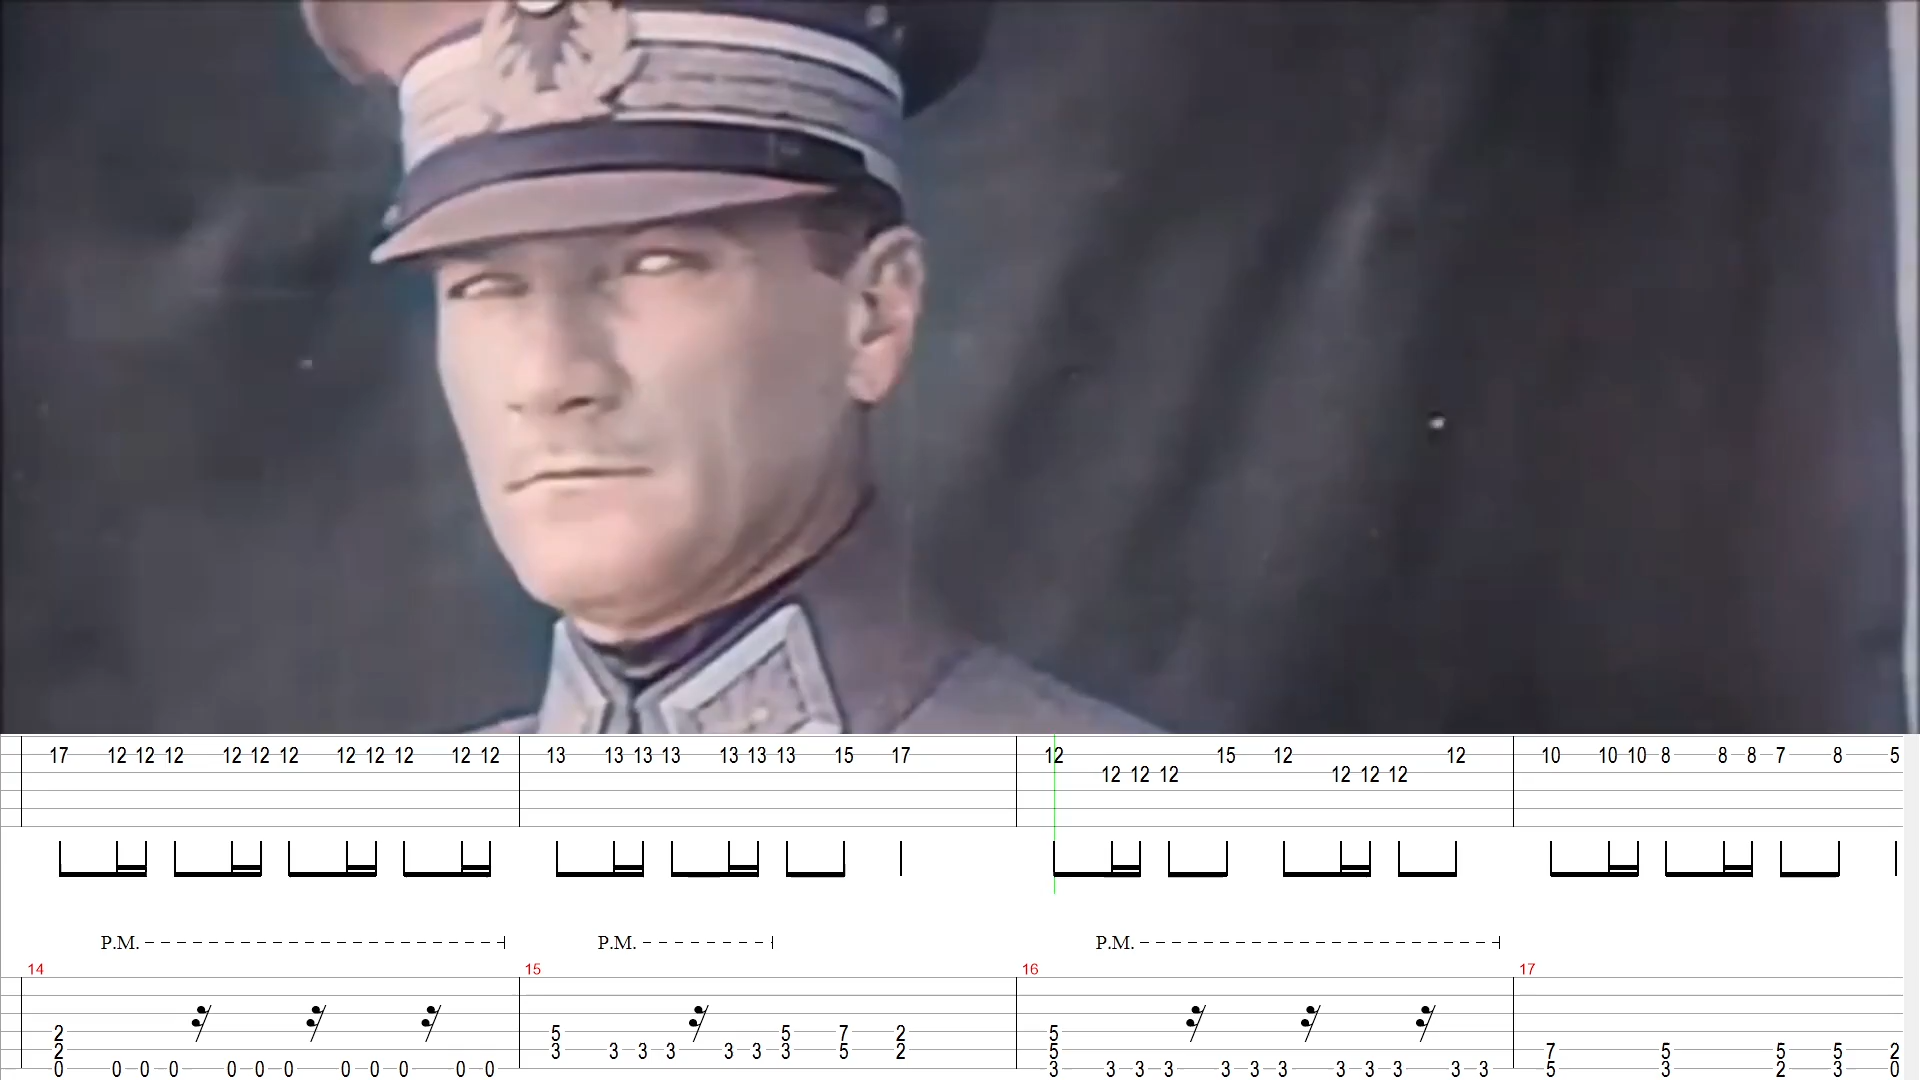 17 12 12 12 12 12 12 12 12 12 12 12 13 13 13 13 13 13 13 15 17 12 15 12 12 10 10 10 8 8 8 7 8 5
12 12 12 12 12 12
P.M. P.M. P.M.
14 15 16 17
2 5 5 7 2 5
2 3 3 3 3 3 3 3 5 2 5 7 5 5 5 2
0 0 0 0 0 0 0 0 0 0 0 0 3 3 3 3 3 3 3 3 3 3 3 3 5 3 2 3 0